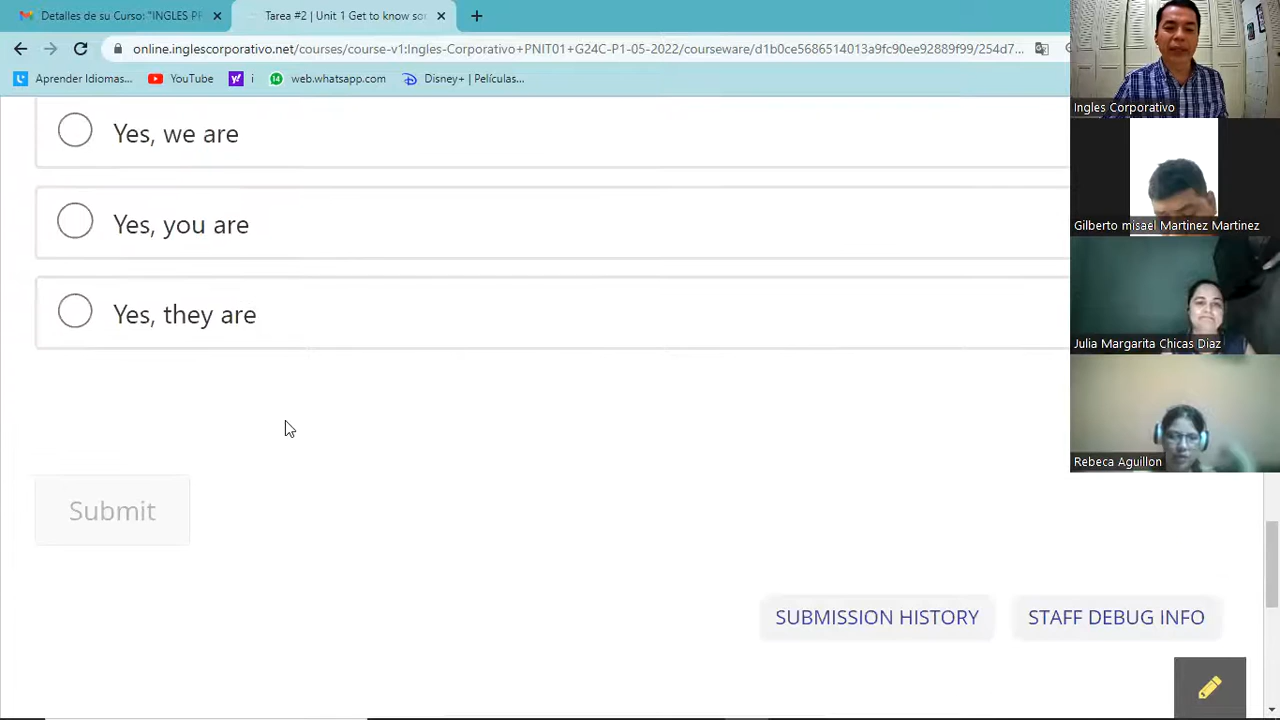 Detalles de su Curso: "INGLES PR
Tarea #2 | Unit 1 Get to know so
online.inglescorporativo.net/courses/course-v1:Ingles-Corporativo+PNIT01+G24C-P1-05-2022/courseware/d1b0ce5686514013a9fc90ee92889f99/254d7...
Aprender Idiomas...
YouTube
i
web.whatsapp.com
Disney+ | Películ...
Yes, we are
Yes, you are
Yes, they are
Submit
SUBMISSION HISTORY
STAFF DEBUG INFO
Ingles Corporativo
Gilberto misael Martinez Martinez
Julia Margarita Chicas Diaz
Rebeca Aguillon